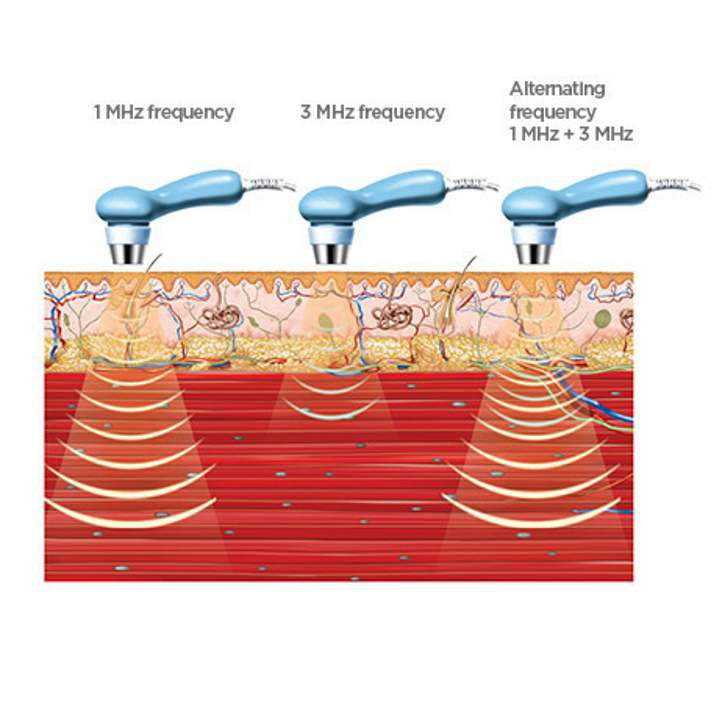 1 MHz frequency
3 MHz frequency
Alternating
frequency
1 MHz + 3 MHz